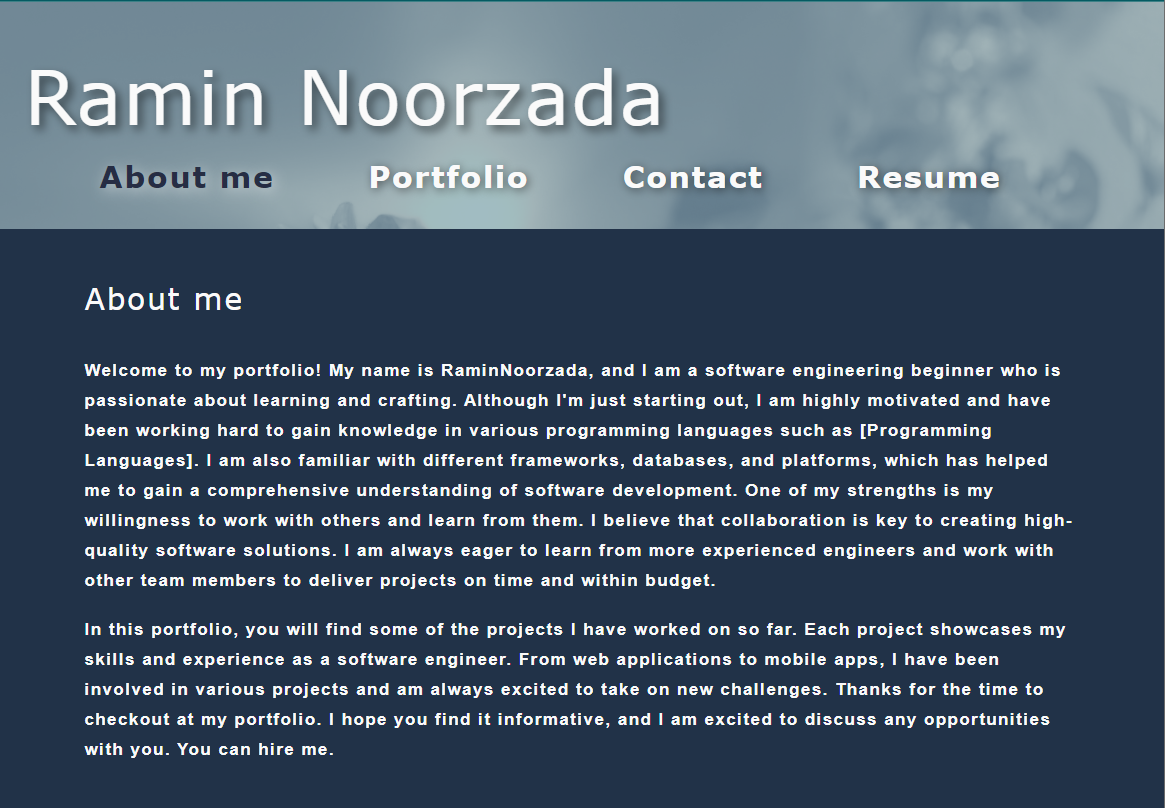 Ramin Noorzada
About me Portfolio Contact Resume
About me
Welcome to my portfolio! My name is RaminNoorzada, and I am a software engineering beginner who is
passionate about learning and crafting. Although I'm just starting out, I am highly motivated and have
been working hard to gain knowledge in various programming languages such as [Programming
Languages]. I am also familiar with different frameworks, databases, and platforms, which has helped
me to gain a comprehensive understanding of software development. One of my strengths is my
willingness to work with others and learn from them. I believe that collaboration is key to creating high-
quality software solutions. I am always eager to learn from more experienced engineers and work with
other team members to deliver projects on time and within budget.
In this portfolio, you will find some of the projects I have worked on so far. Each project showcases my
skills and experience as a software engineer. From web applications to mobile apps, I have been
involved in various projects and am always excited to take on new challenges. Thanks for the time to
checkout at my portfolio. I hope you find it informative, and I am excited to discuss any opportunities
with you. You can hire me.